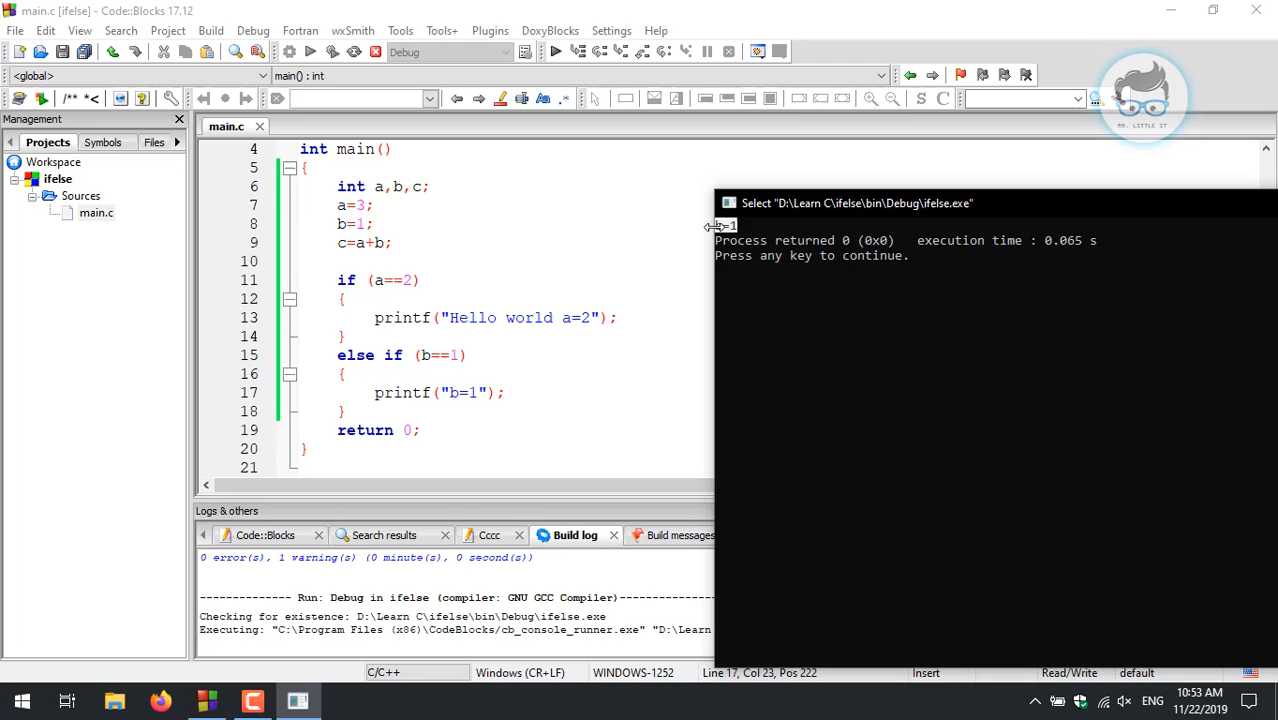 main.c [ifelse] - Code::Blocks 17.12
File Edit View Search Project Build Debug Fortran wxSmith Tools Tools+ Plugins DoxyBlocks Settings Help
Debug
<global> main() : int
/** *<
S C
MR. LITTLE IT
Management
main.c
Projects Symbols Files
Workspace
ifelse
Sources
main.c
4 int main()
5 {
6 int a,b,c;
7 a=3;
8 b=1;
9 c=a+b;
10
11 if (a==2)
12 {
13 printf("Hello world a=2");
14 }
15 else if (b==1)
16 {
17 printf("b=1");
18 }
19 return 0;
20 }
21
Select "D:\Learn C\ifelse\bin\Debug\ifelse.exe"
b=1
Process returned 0 (0x0) execution time : 0.065 s
Press any key to continue.
Logs & others
Code::Blocks Search results Cccc Build log Build messages
0 error(s), 1 warning(s) (0 minute(s), 0 second(s))
-------------- Run: Debug in ifelse (compiler: GNU GCC Compiler)---------------
Checking for existence: D:\Learn C\ifelse\bin\Debug\ifelse.exe
Executing: "C:\Program Files (x86)\CodeBlocks/cb_console_runner.exe" "D:\Learn
C/C++ Windows (CR+LF) WINDOWS-1252 Line 17, Col 23, Pos 222 Insert Read/Write default
ENG
10:53 AM
11/22/2019